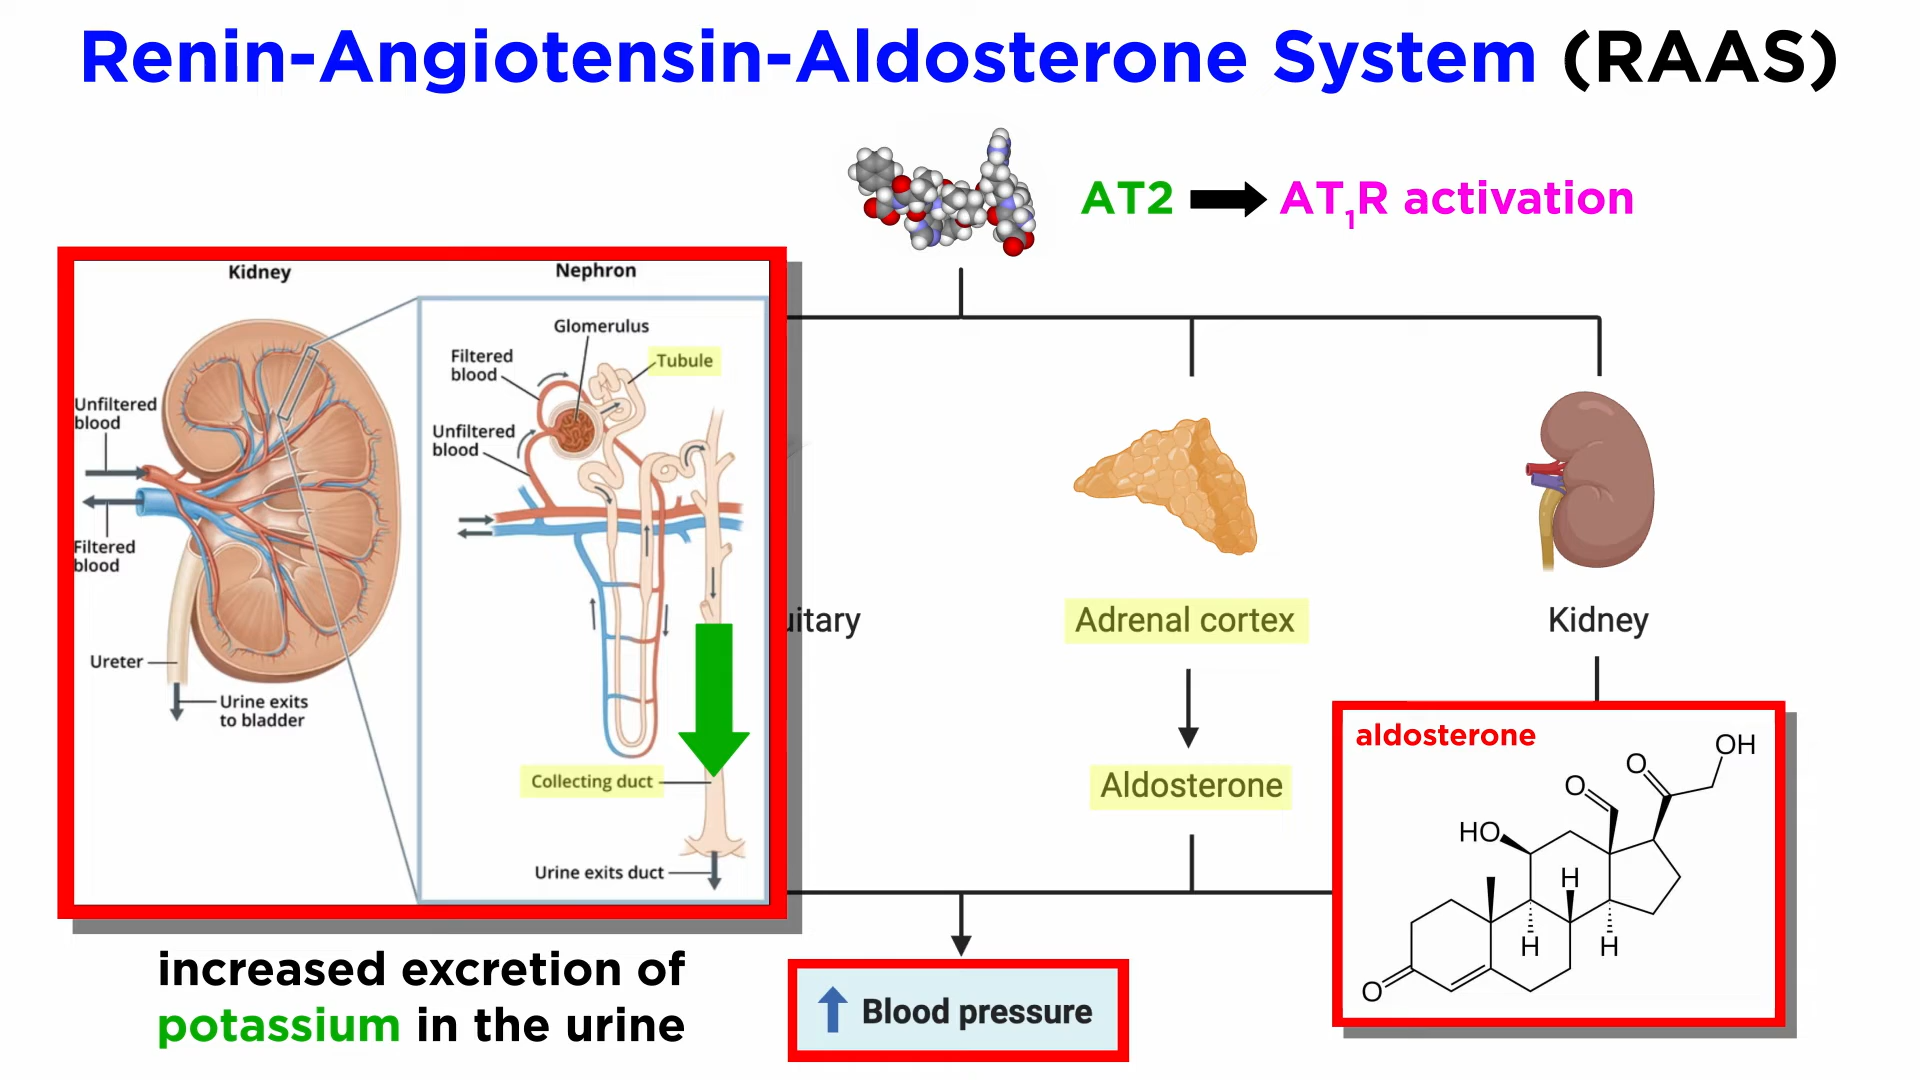 Renin-Angiotensin-Aldosterone System (RAAS)
AT2 AT1R activation
Kidney
Nephron
Glomerulus
Filtered
blood
Tubule
Unfiltered
blood
Unfiltered
blood
Filtered
blood
Ureter
Urine exits
to bladder
Collecting duct
Urine exits duct
uitary
Adrenal cortex
Kidney
Aldosterone
aldosterone
OH
O
O
HO
H
H
H
O
increased excretion of
potassium in the urine
Blood pressure